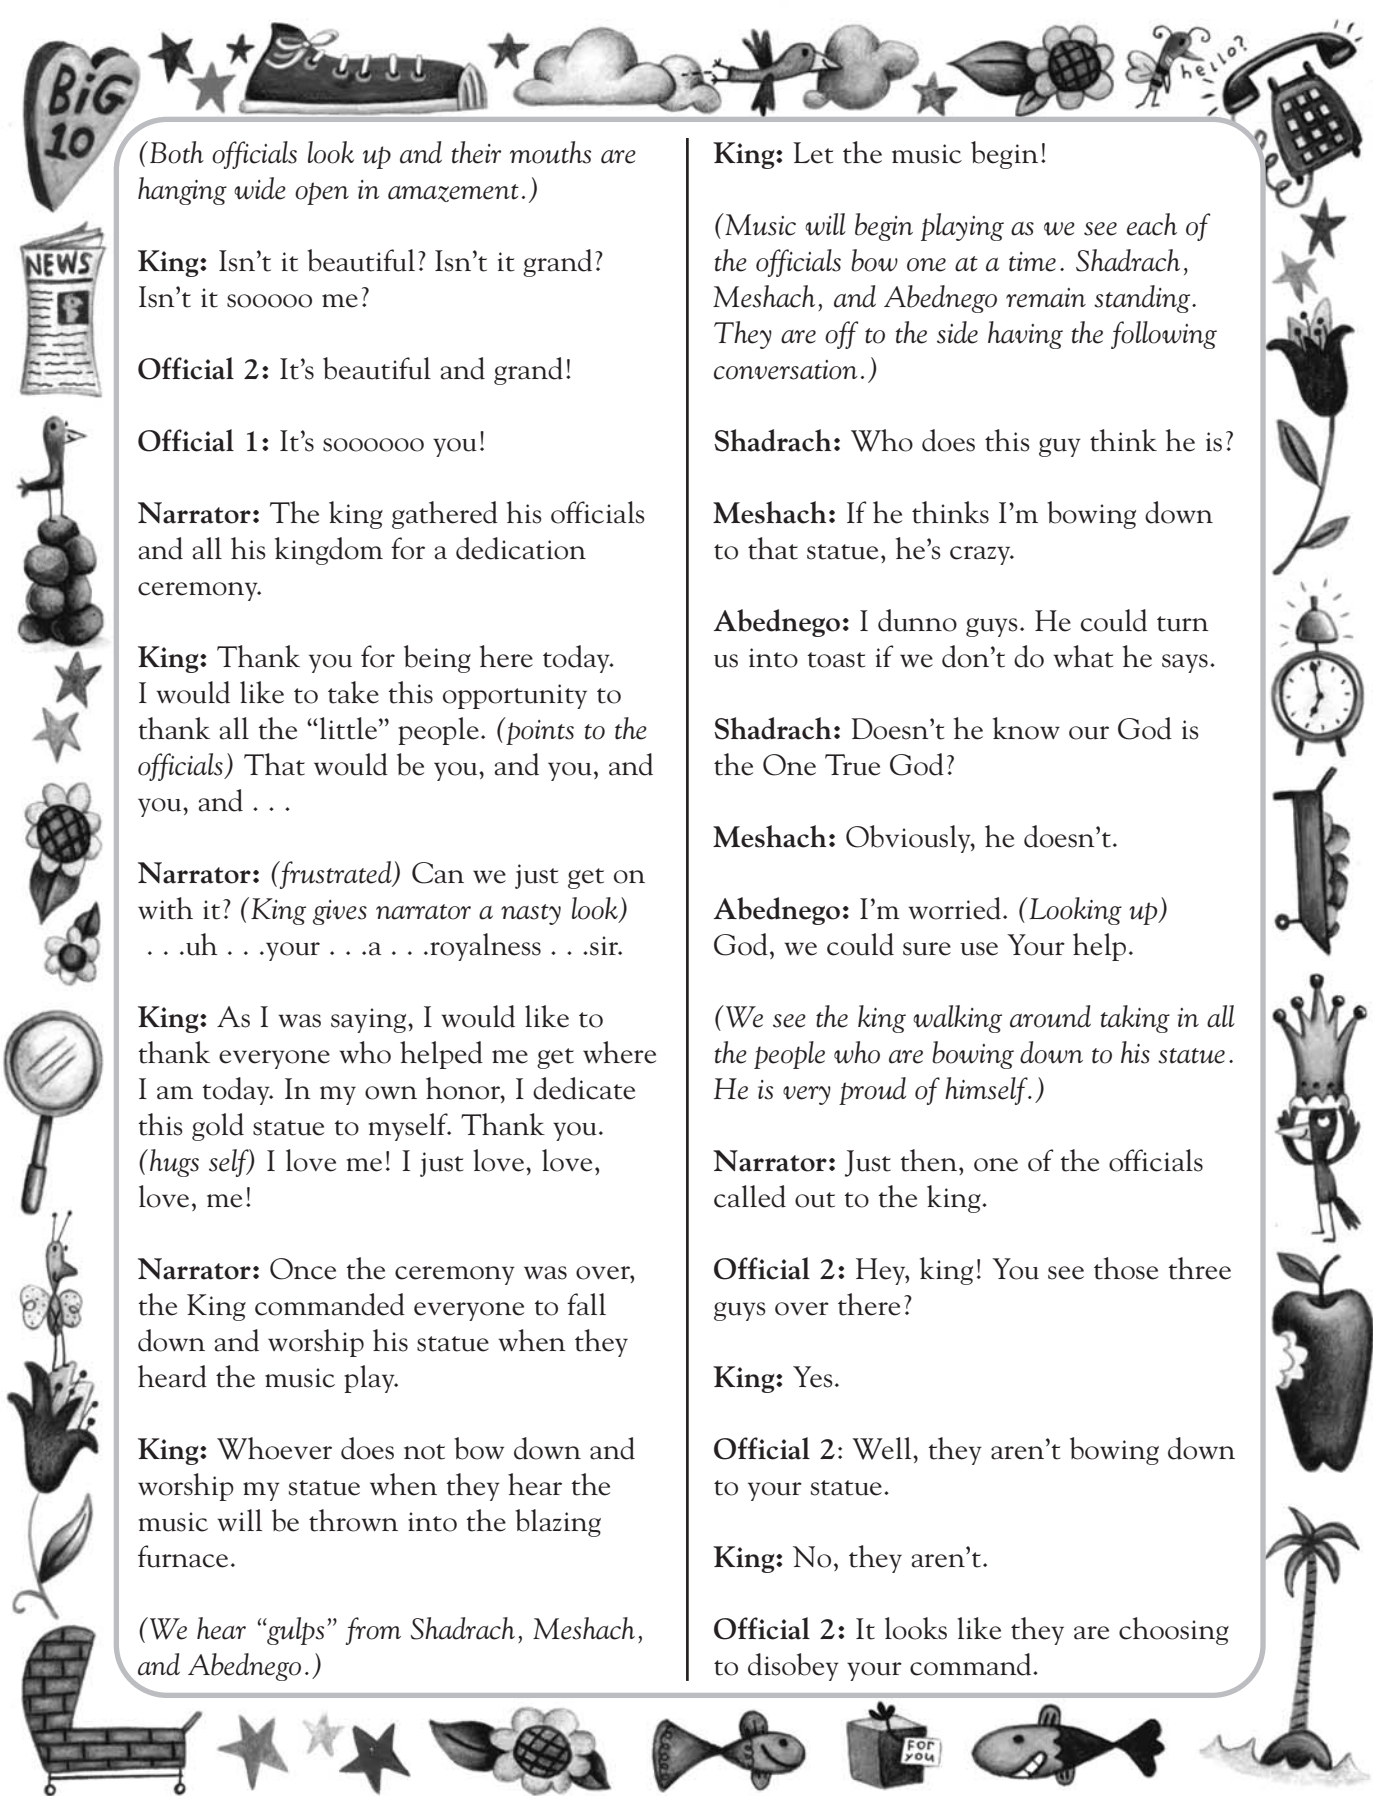 BiG
10
hello?
NEWS
(Both officials look up and their mouths are
hanging wide open in amazement.)
King: Isn't it beautiful? Isn't it grand?
Isn't it sooooo me?
Official 2: It's beautiful and grand!
Official 1: It's soooooo you!
Narrator: The king gathered his officials
and all his kingdom for a dedication
ceremony.
King: Thank you for being here today.
I would like to take this opportunity to
thank all the “little” people. (points to the
officials) That would be you, and you, and
you, and . . .
Narrator: (frustrated) Can we just get on
with it? (King gives narrator a nasty look)
. . .uh . . .your . . .a . . .royalness . . .sir.
King: As I was saying, I would like to
thank everyone who helped me get where
I am today. In my own honor, I dedicate
this gold statue to myself. Thank you.
(hugs self) I love me! I just love, love,
love, me!
Narrator: Once the ceremony was over,
the King commanded everyone to fall
down and worship his statue when they
heard the music play.
King: Whoever does not bow down and
worship my statue when they hear the
music will be thrown into the blazing
furnace.
(We hear “gulps” from Shadrach, Meshach,
and Abednego.)
King: Let the music begin!
(Music will begin playing as we see each of
the officials bow one at a time. Shadrach,
Meshach, and Abednego remain standing.
They are off to the side having the following
conversation.)
Shadrach: Who does this guy think he is?
Meshach: If he thinks I'm bowing down
to that statue, he's crazy.
Abednego: I dunno guys. He could turn
us into toast if we don't do what he says.
Shadrach: Doesn't he know our God is
the One True God?
Meshach: Obviously, he doesn't.
Abednego: I'm worried. (Looking up)
God, we could sure use Your help.
(We see the king walking around taking in all
the people who are bowing down to his statue.
He is very proud of himself.)
Narrator: Just then, one of the officials
called out to the king.
Official 2: Hey, king! You see those three
guys over there?
King: Yes.
Official 2: Well, they aren't bowing down
to your statue.
King: No, they aren't.
Official 2: It looks like they are choosing
to disobey your command.
FOR
YOU